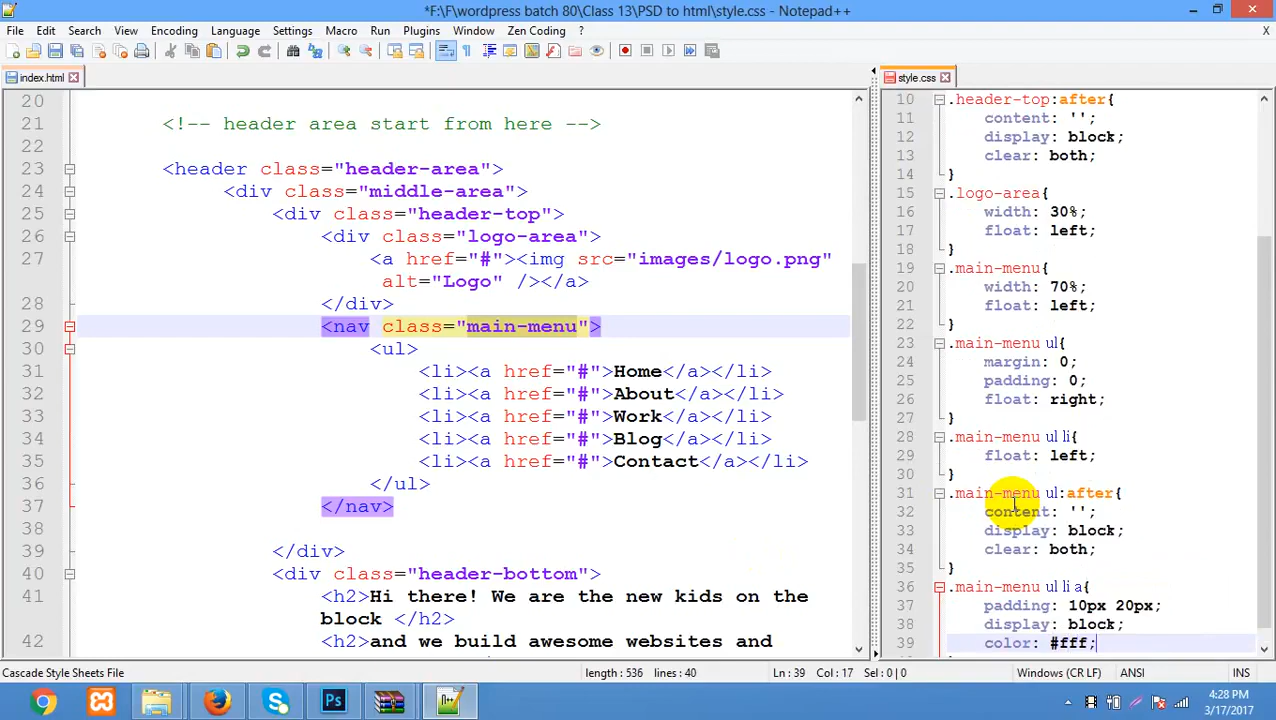 *F:\F\wordpress batch 80\Class 13\PSD to html\style.css - Notepad++
File Edit Search View Encoding Language Settings Macro Run Plugins Window Zen Coding ? X
index.html
20
21 <!-- header area start from here -->
22
23 <header class="header-area">
24 <div class="middle-area">
25 <div class="header-top">
26 <div class="logo-area">
27 <a href="#"><img src="images/logo.png"
alt="Logo" /></a>
28 </div>
29 <nav class="main-menu">
30 <ul>
31 <li><a href="#">Home</a></li>
32 <li><a href="#">About</a></li>
33 <li><a href="#">Work</a></li>
34 <li><a href="#">Blog</a></li>
35 <li><a href="#">Contact</a></li>
36 </ul>
37 </nav>
38
39 </div>
40 <div class="header-bottom">
41 <h2>Hi there! We are the new kids on the
block </h2>
42 <h2>and we build awesome websites and
style.css
10 .header-top:after{
11 content: '';
12 display: block;
13 clear: both;
14 }
15 .logo-area{
16 width: 30%;
17 float: left;
18 }
19 .main-menu{
20 width: 70%;
21 float: left;
22 }
23 .main-menu ul{
24 margin: 0;
25 padding: 0;
26 float: right;
27 }
28 .main-menu ul li{
29 float: left;
30 }
31 .main-menu ul:after{
32 content: '';
33 display: block;
34 clear: both;
35 }
36 .main-menu ul li a{
37 padding: 10px 20px;
38 display: block;
39 color: #fff;
Cascade Style Sheets File length : 536 lines : 40 Ln : 39 Col : 17 Sel : 0 | 0 Windows (CR LF) ANSI INS
Ps
4:28 PM
3/17/2017